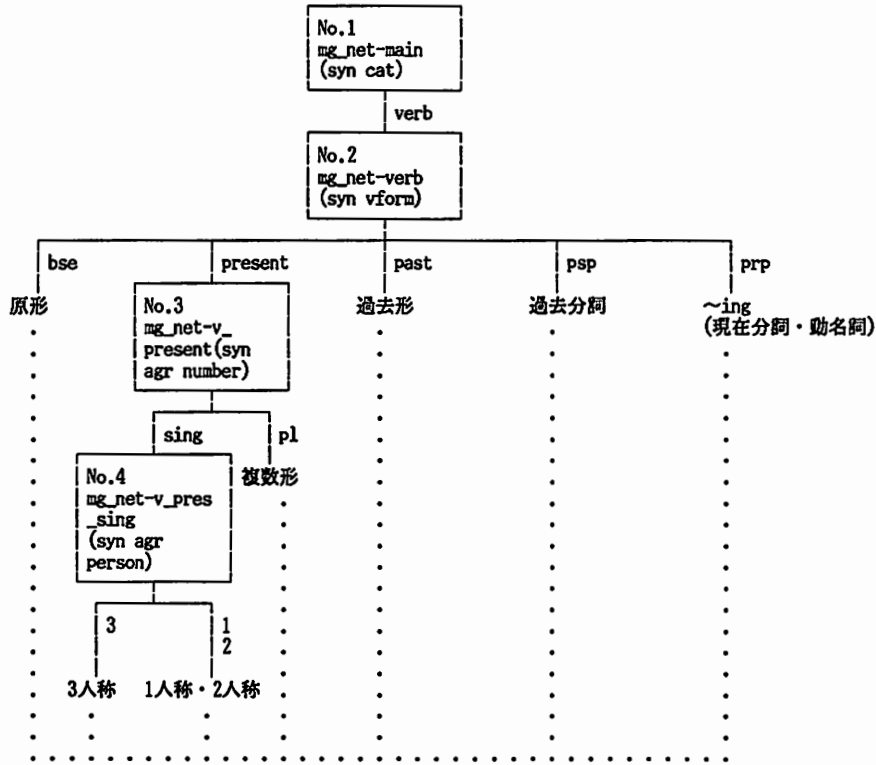 No.1
mg_net-main
(syn cat)
verb
No.2
mg_net-verb
(syn vform)
bse
present
past
psp
prp
原形
No.3
mg_net-v_
present(syn
agr number)
過去形
過去分詞
〜ing
(現在分詞・動名詞)
sing
pl
No.4
mg_net-v_pres
_sing
(syn agr
person)
複数形
3
1
2
3人称
1人称・2人称